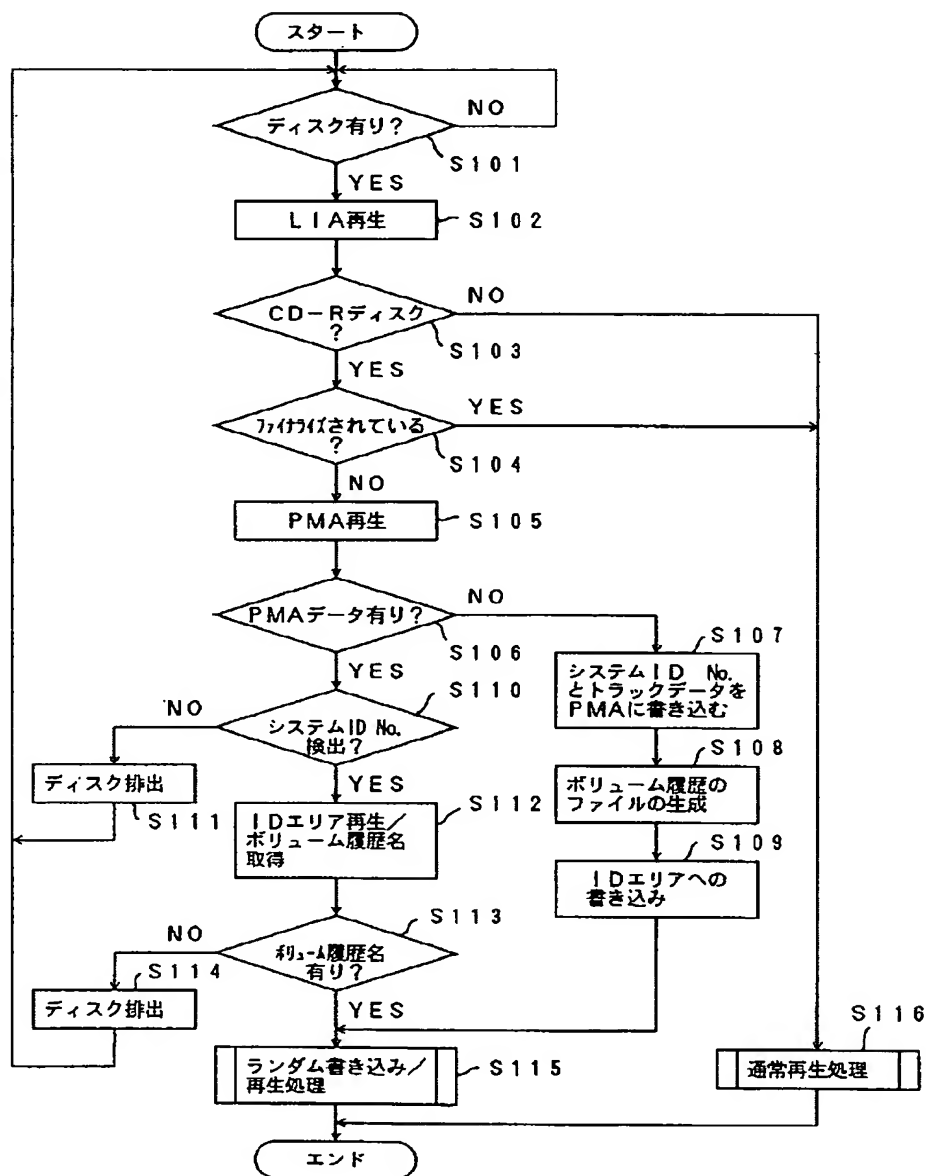 スタート
ディスク有り？
NO
S101
YES
LIA再生
S102
CD－Rディスク
？
NO
S103
YES
ファイナライズされている
？
YES
S104
NO
PMA再生
S105
PMAデータ有り？
NO
S106
YES
S107
システムID No.
とトラックデータを
PMAに書き込む
S110
NO
システムID No.
検出？
S108
ボリューム履歴の
ファイルの生成
ディスク排出
S111
YES
S112
IDエリア再生／
ボリューム履歴名
取得
S109
IDエリアへの
書き込み
S113
NO
ボリューム履歴名
有り？
S114
ディスク排出
YES
S116
ランダム書き込み／
再生処理
S115
通常再生処理
エンド